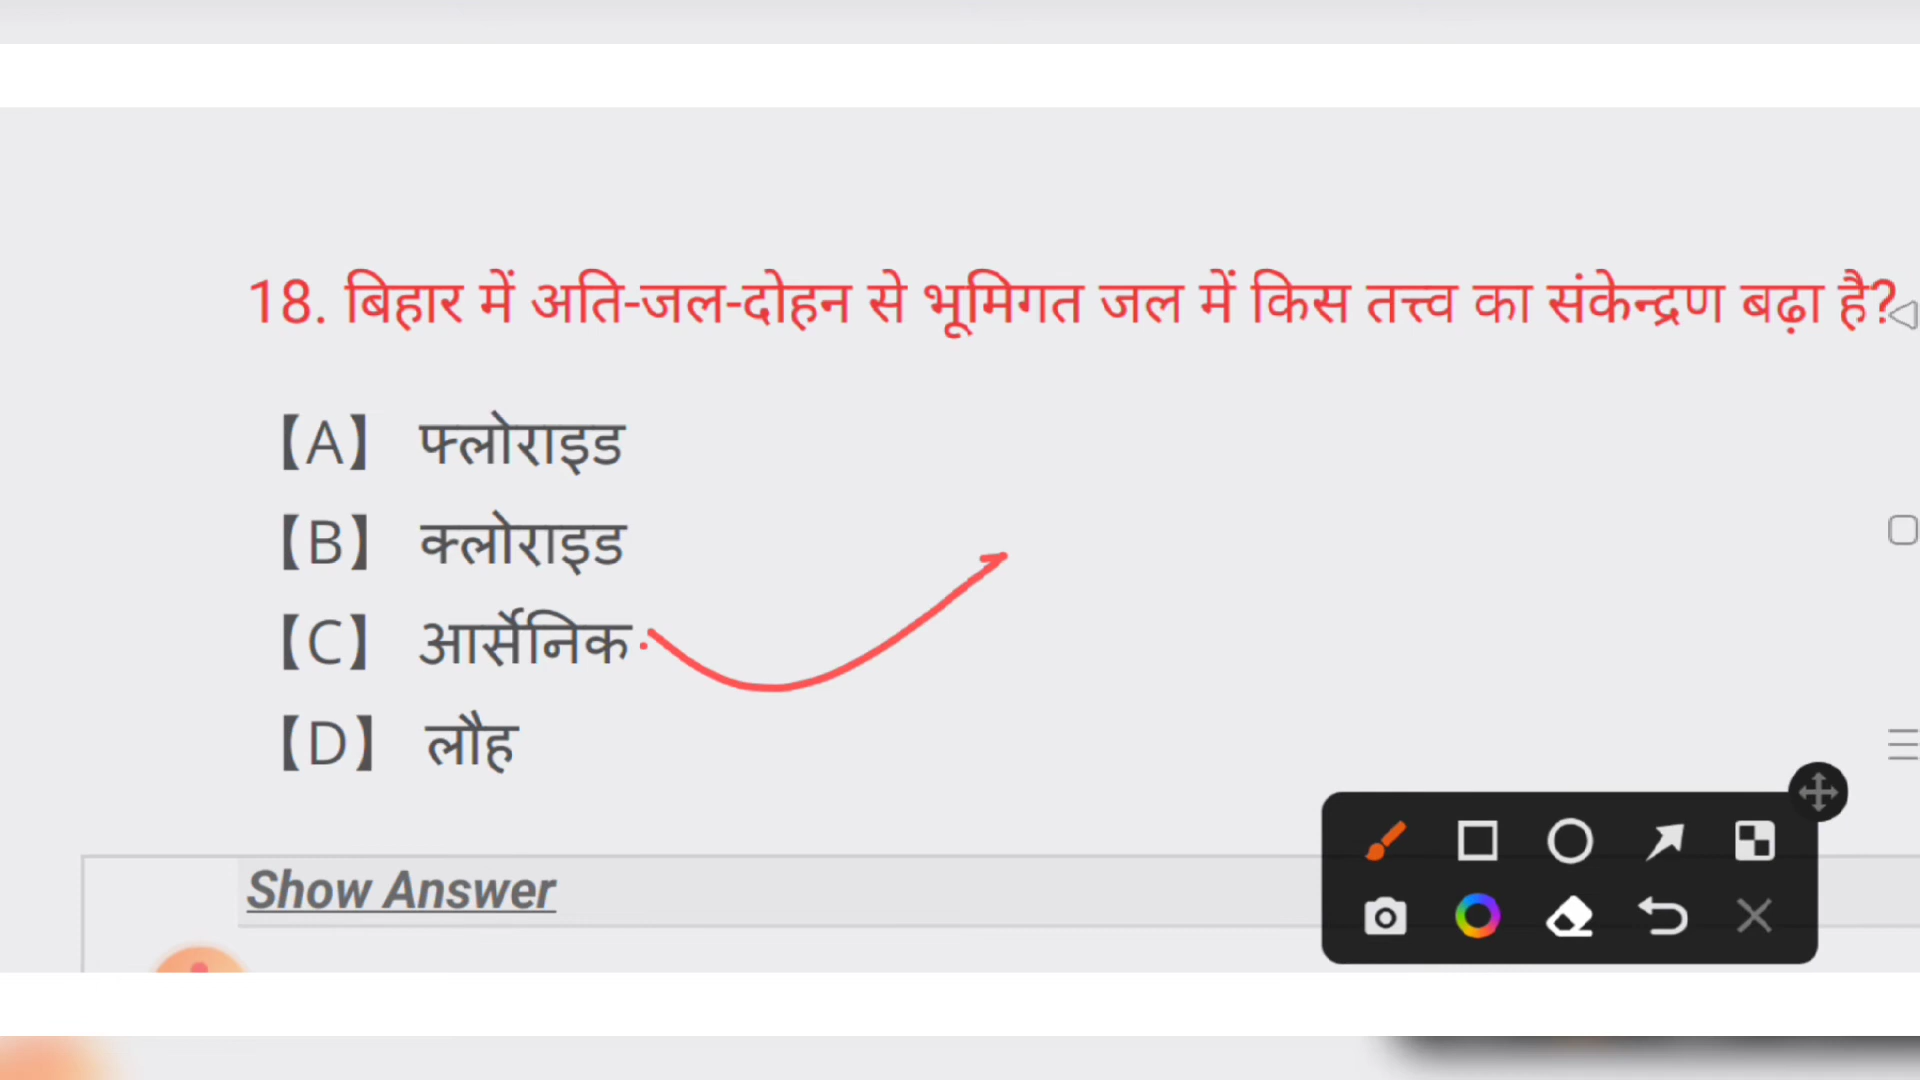 18. बिहार में अति-जल-दोहन से भूमिगत जल में किस तत्त्व का संकेन्द्रण बढ़ा है?
【A】 फ्लोराइड
【B】 क्लोराइड
【C】 आर्सेनिक
【D】 लौह
Show Answer